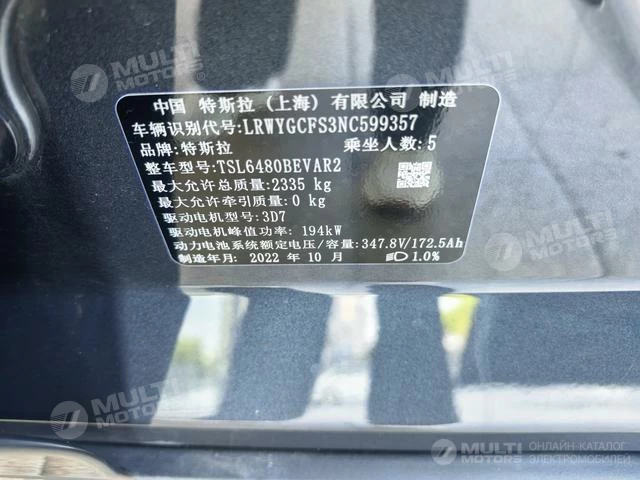 中国 特斯拉（上海）有限公司 制造
车辆识别代号:LRWYGCFS3NC599357
品牌:特斯拉 乘坐人数:5
整车型号:TSL6480BEVAR2
最大允许总质量:2335 kg
最大允许牵引质量:0 kg
驱动电机型号:3D7
驱动电机峰值功率: 194kW
动力电池系统额定电压/容量:347.8V/172.5Ah
制造年月: 2022 年 10 月 1.0%
MULTI MOTORS
MULTI MOTORS
MULTI MOTORS
MULTI MOTORS
MULTI MOTORS
MULTI MOTORS
ОНЛАЙН-КАТАЛОГ
ЭЛЕКТРОМОБИЛЕЙ